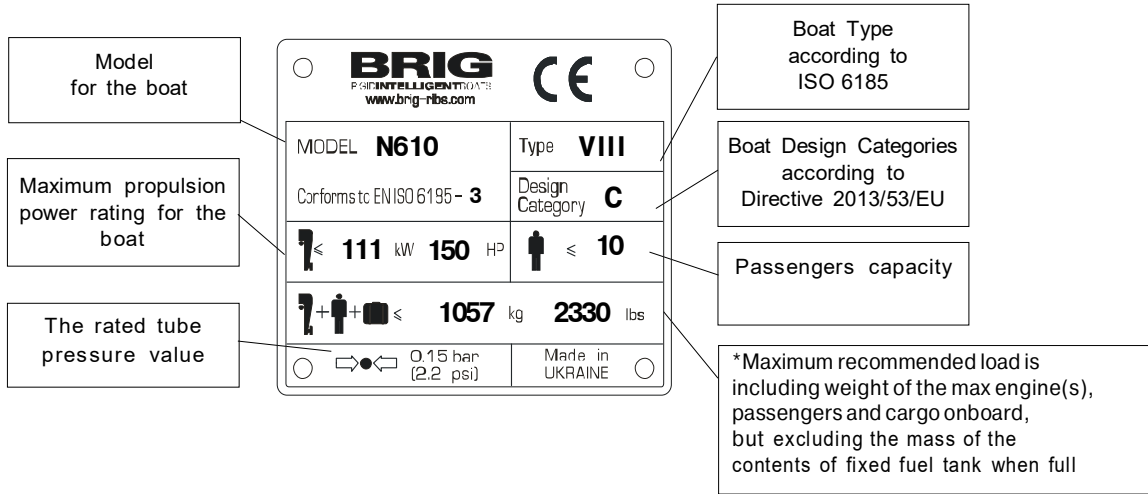 Model
for the boat
Maximum propulsion
power rating for the
boat
The rated tube
pressure value
BRIG
RIGIDINTELLIGENTBOATS
www.brig-ribs.com
CE
MODEL N610
Type VIII
Conforms to EN ISO 6185 - 3
Design
Category C
≤ 111 kW 150 HP
≤ 10
+ + ≤ 1057 kg 2330 lbs
0.15 bar
(2.2 psi)
Made in
UKRAINE
Boat Type
according to
ISO 6185
Boat Design Categories
according to
Directive 2013/53/EU
Passengers capacity
*Maximum recommended load is
including weight of the max engine(s),
passengers and cargo onboard,
but excluding the mass of the
contents of fixed fuel tank when full